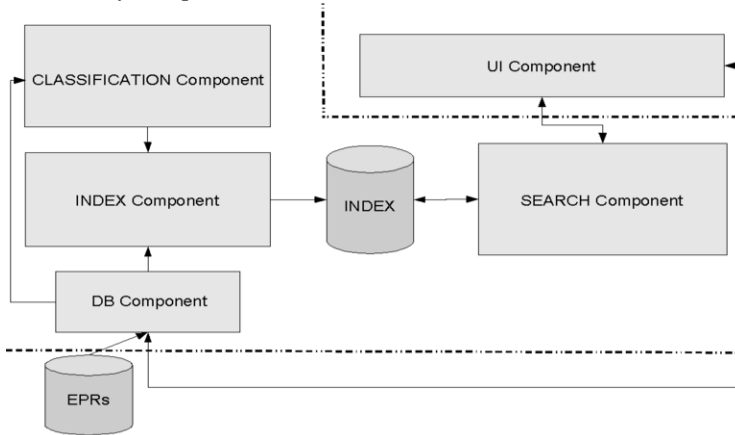 UI Component
CLASSIFICATION Component
INDEX Component
INDEX
SEARCH Component
DB Component
EPRs